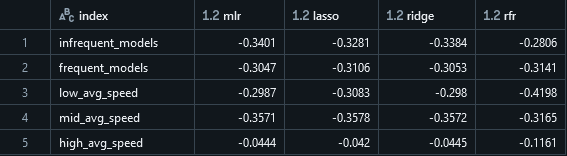 ABC index 1.2 mlr 1.2 lasso 1.2 ridge 1.2 rfr
1 infrequent_models -0.3401 -0.3281 -0.3384 -0.2806
2 frequent_models -0.3047 -0.3106 -0.3053 -0.3141
3 low_avg_speed -0.2987 -0.3083 -0.298 -0.4198
4 mid_avg_speed -0.3571 -0.3578 -0.3572 -0.3165
5 high_avg_speed -0.0444 -0.042 -0.0445 -0.1161